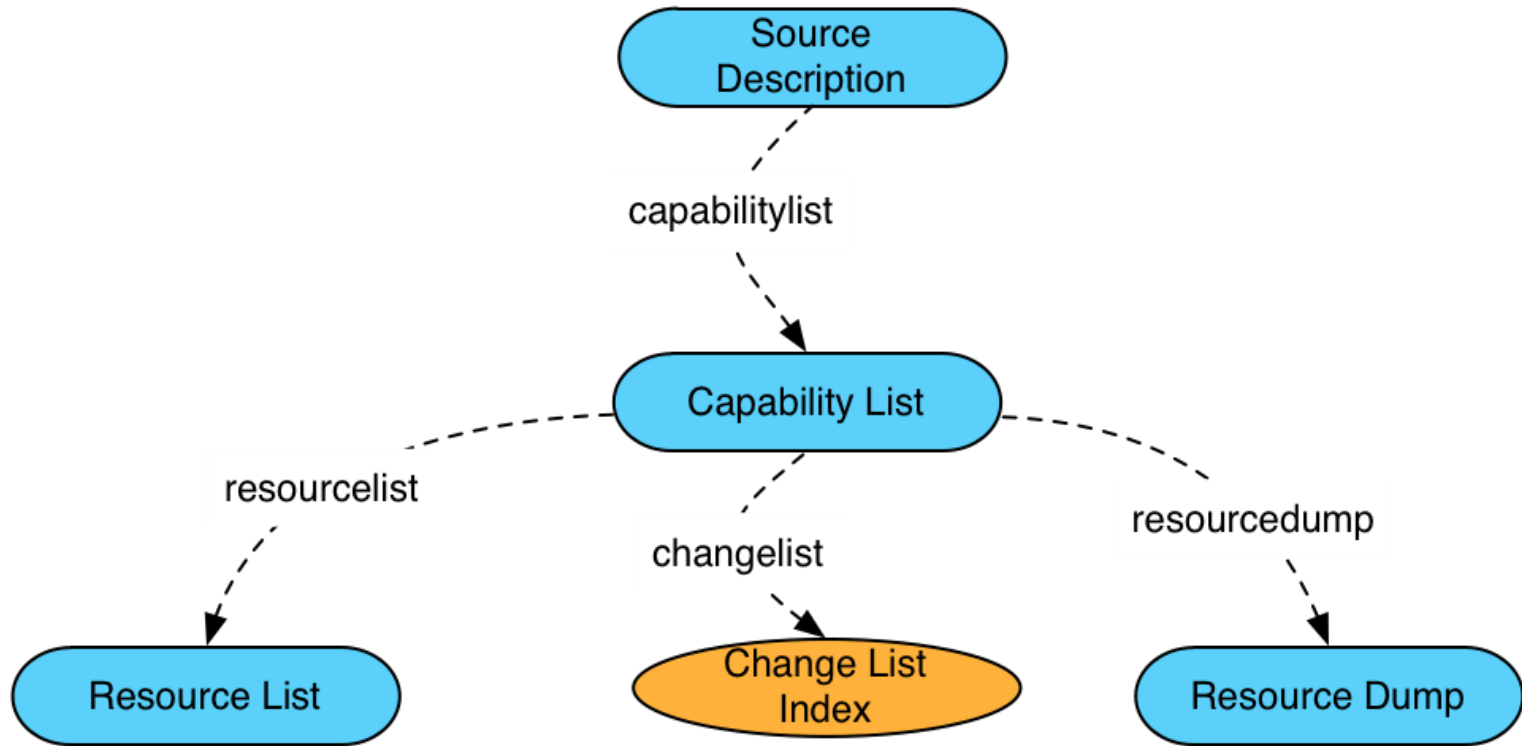 Source
Description
capabilitylist
Capability List
resourcelist
resourcedump
changelist
Resource List
Change List
Index
Resource Dump